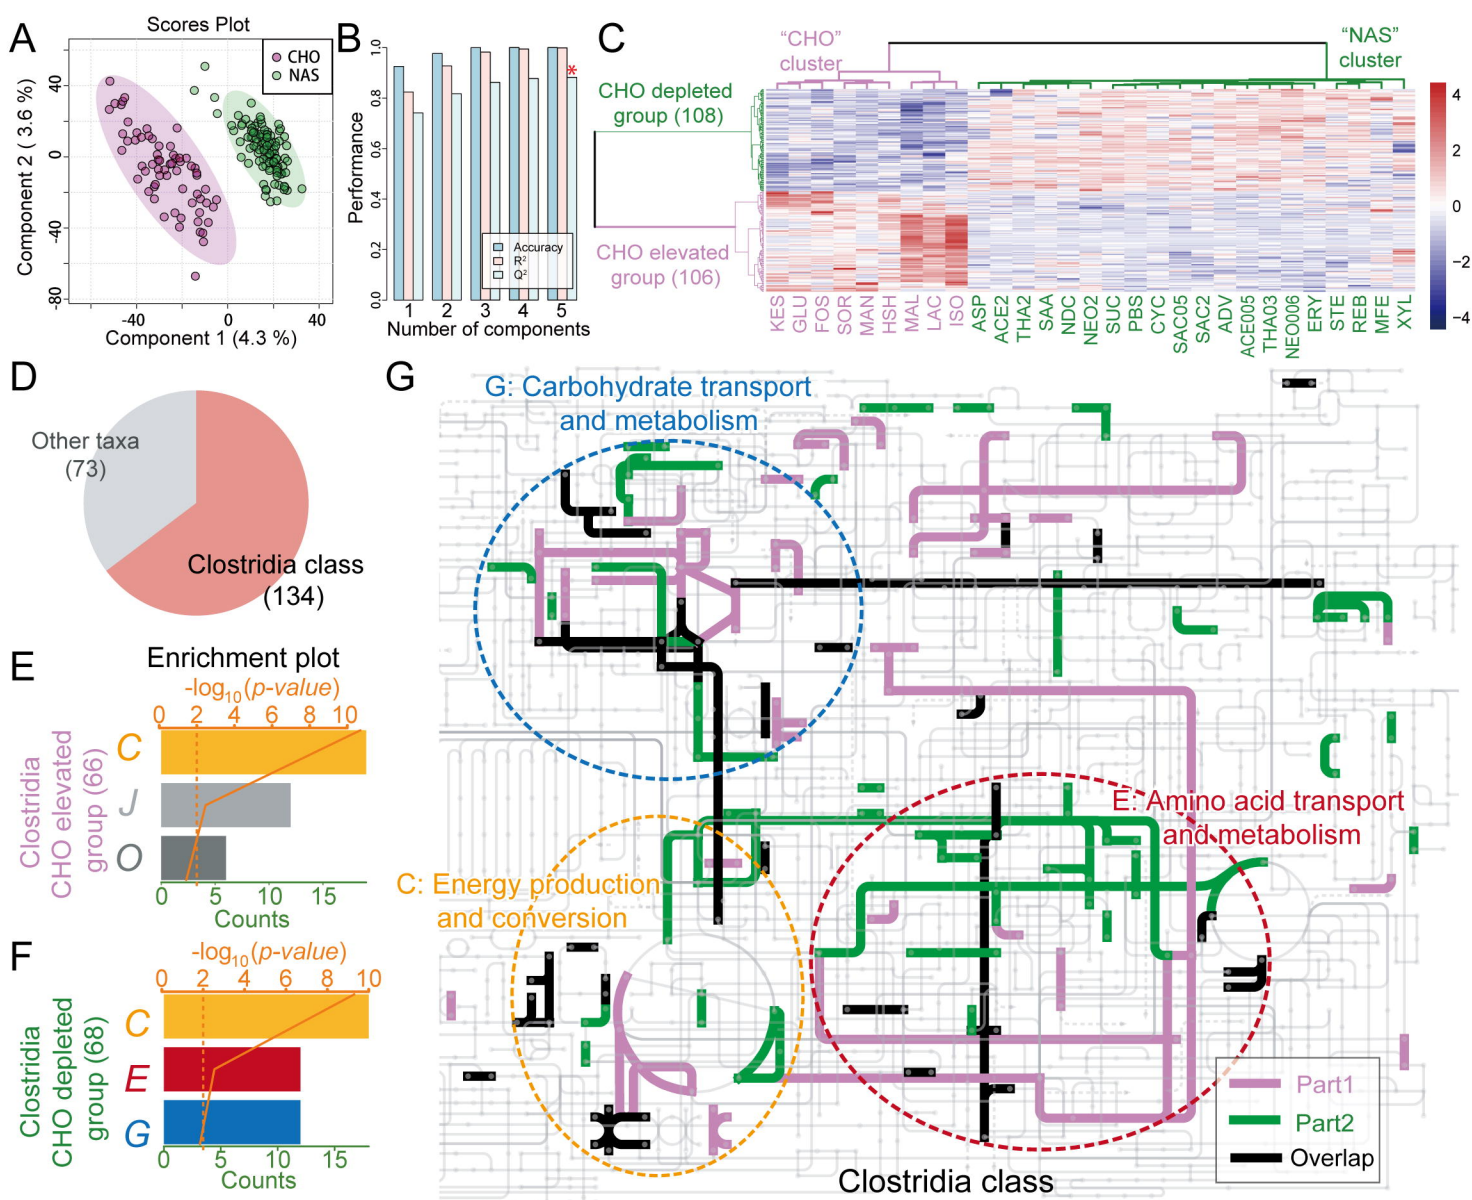 A
Scores Plot
CHO
NAS
Component 2 ( 3.6 %)
40
0
-40
-80
-40
0
40
Component 1 (4.3 %)
B
Performance
1.0
0.8
0.6
0.4
0.2
0.0
*
Accuracy
R²
Q²
1 2 3 4 5
Number of components
C
"CHO"
cluster
"NAS"
cluster
CHO depleted
group (108)
CHO elevated
group (106)
KES
GLU
FOS
SOR
MAN
HSH
MAL
LAC
ISO
ASP
ACE2
THA2
SAA
NDC
NEO2
SUC
PBS
CYC
SAC05
SAC2
ADV
ACE005
THA03
NEO006
ERY
STE
REB
MFE
XYL
4
2
0
−2
−4
D
Other taxa
(73)
Clostridia class
(134)
E
Enrichment plot
-log10(p-value)
0 2 4 6 8 10
Clostridia
CHO elevated
group (66)
C
J
O
0 5 10 15
Counts
F
-log10(p-value)
0 2 4 6 8 10
Clostridia
CHO depleted
group (68)
C
E
G
0 5 10 15
Counts
G
G: Carbohydrate transport
and metabolism
E: Amino acid transport
and metabolism
C: Energy production
and conversion
Part1
Part2
Overlap
Clostridia class